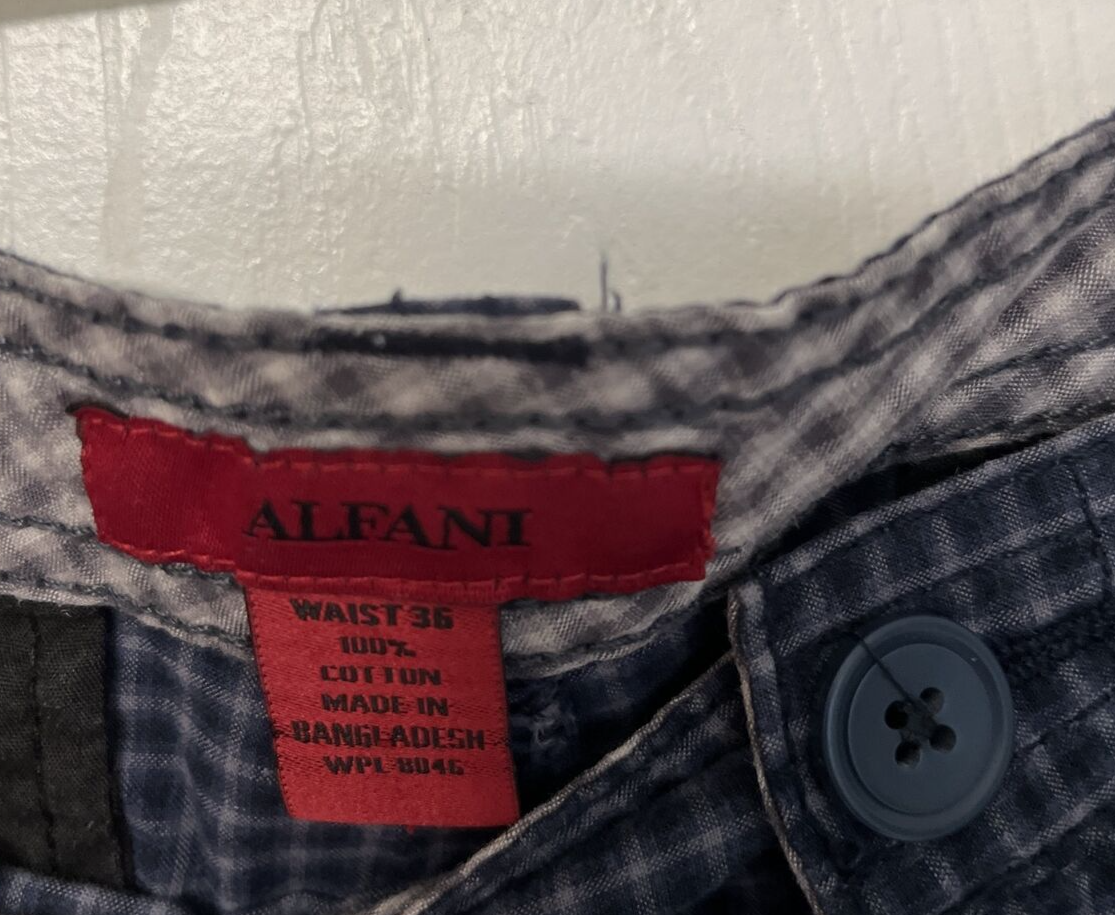 ALFANI
WAIST 36
100%
COTTON
MADE IN
BANGLADESH
WPL 8046